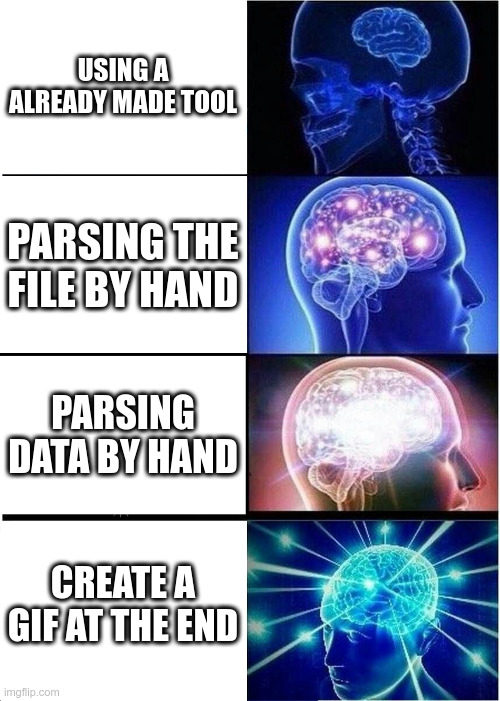 USING A
ALREADY MADE TOOL
PARSING THE
FILE BY HAND
PARSING
DATA BY HAND
CREATE A
GIF AT THE END
imgflip.com